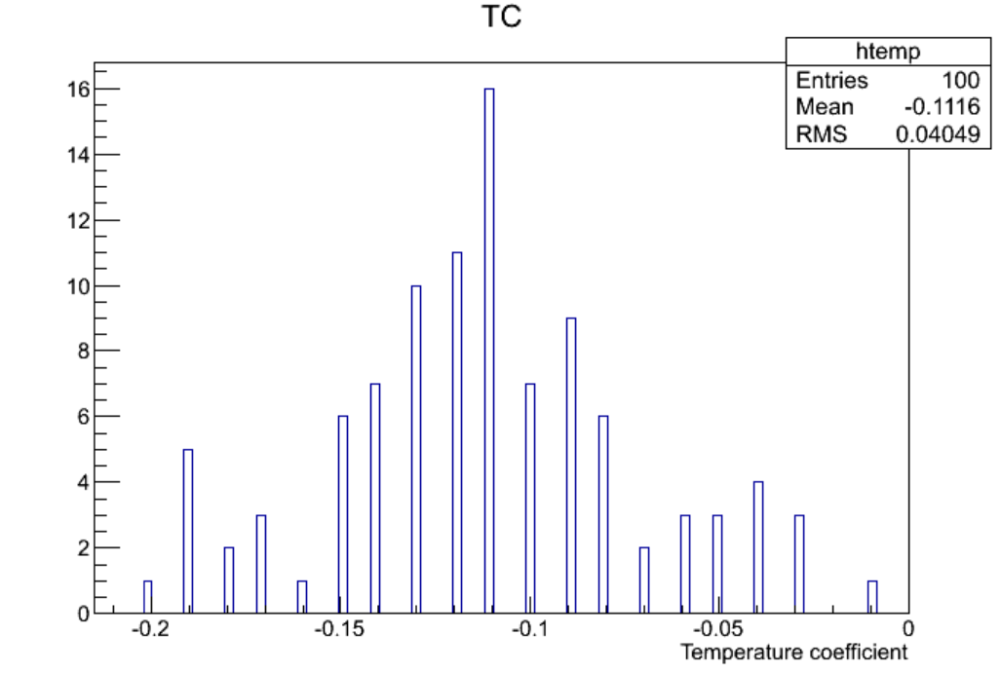 TC
htemp
Entries 100
Mean -0.1116
RMS 0.04049
16
14
12
10
8
6
4
2
0
-0.2 -0.15 -0.1 -0.05 0
Temperature coefficient